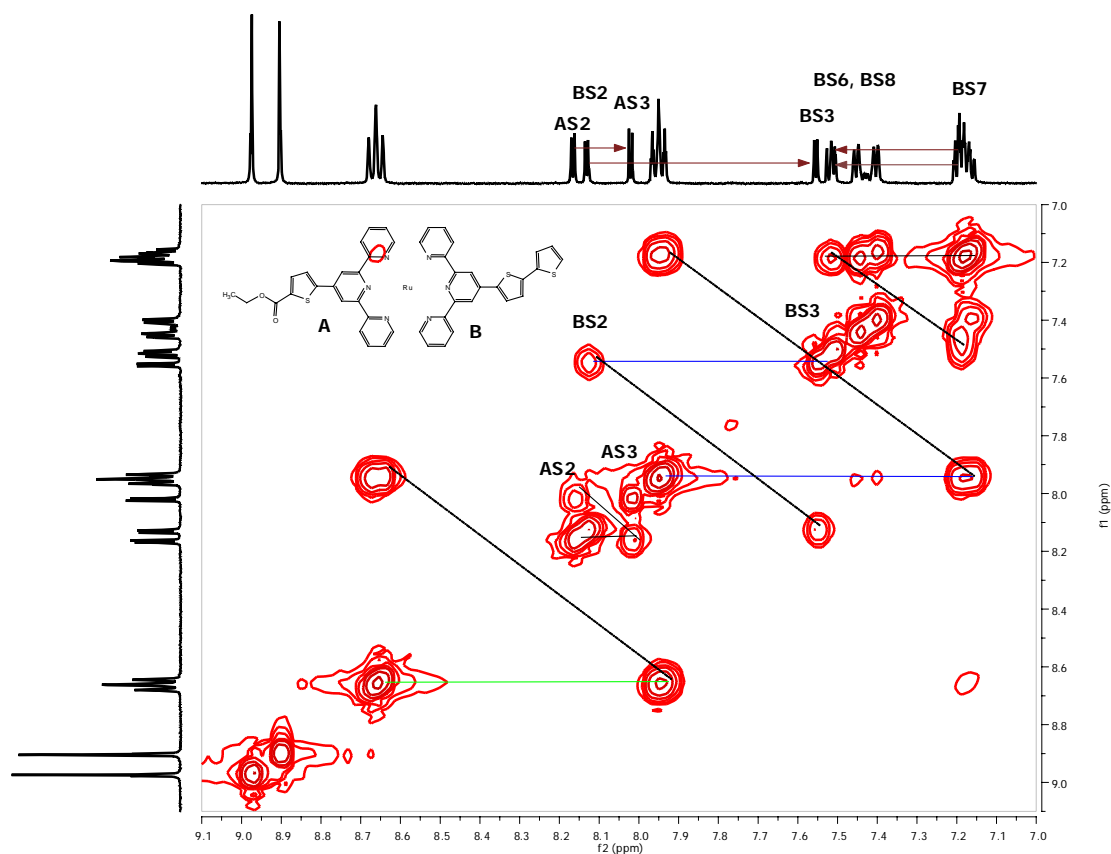 BS6, BS8
BS2
BS7
AS3
BS3
AS2
7.0
7.2
7.4
7.6
7.8
8.0
8.2
8.4
8.6
8.8
9.0
f1 (ppm)
N
N
N
S
O
O
H₃C
A
Ru
N
N
N
S
S
B
BS2
BS3
AS2
AS3
9.1 9.0 8.9 8.8 8.7 8.6 8.5 8.4 8.3 8.2 8.1 8.0 7.9 7.8 7.7 7.6 7.5 7.4 7.3 7.2 7.1 7.0
f2 (ppm)